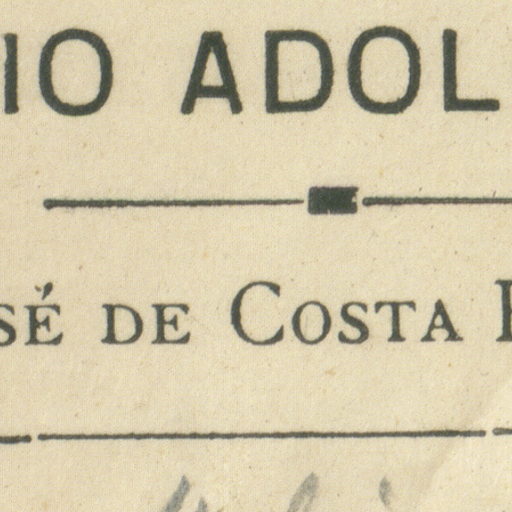 IO ADOL
SÉ DE COSTA